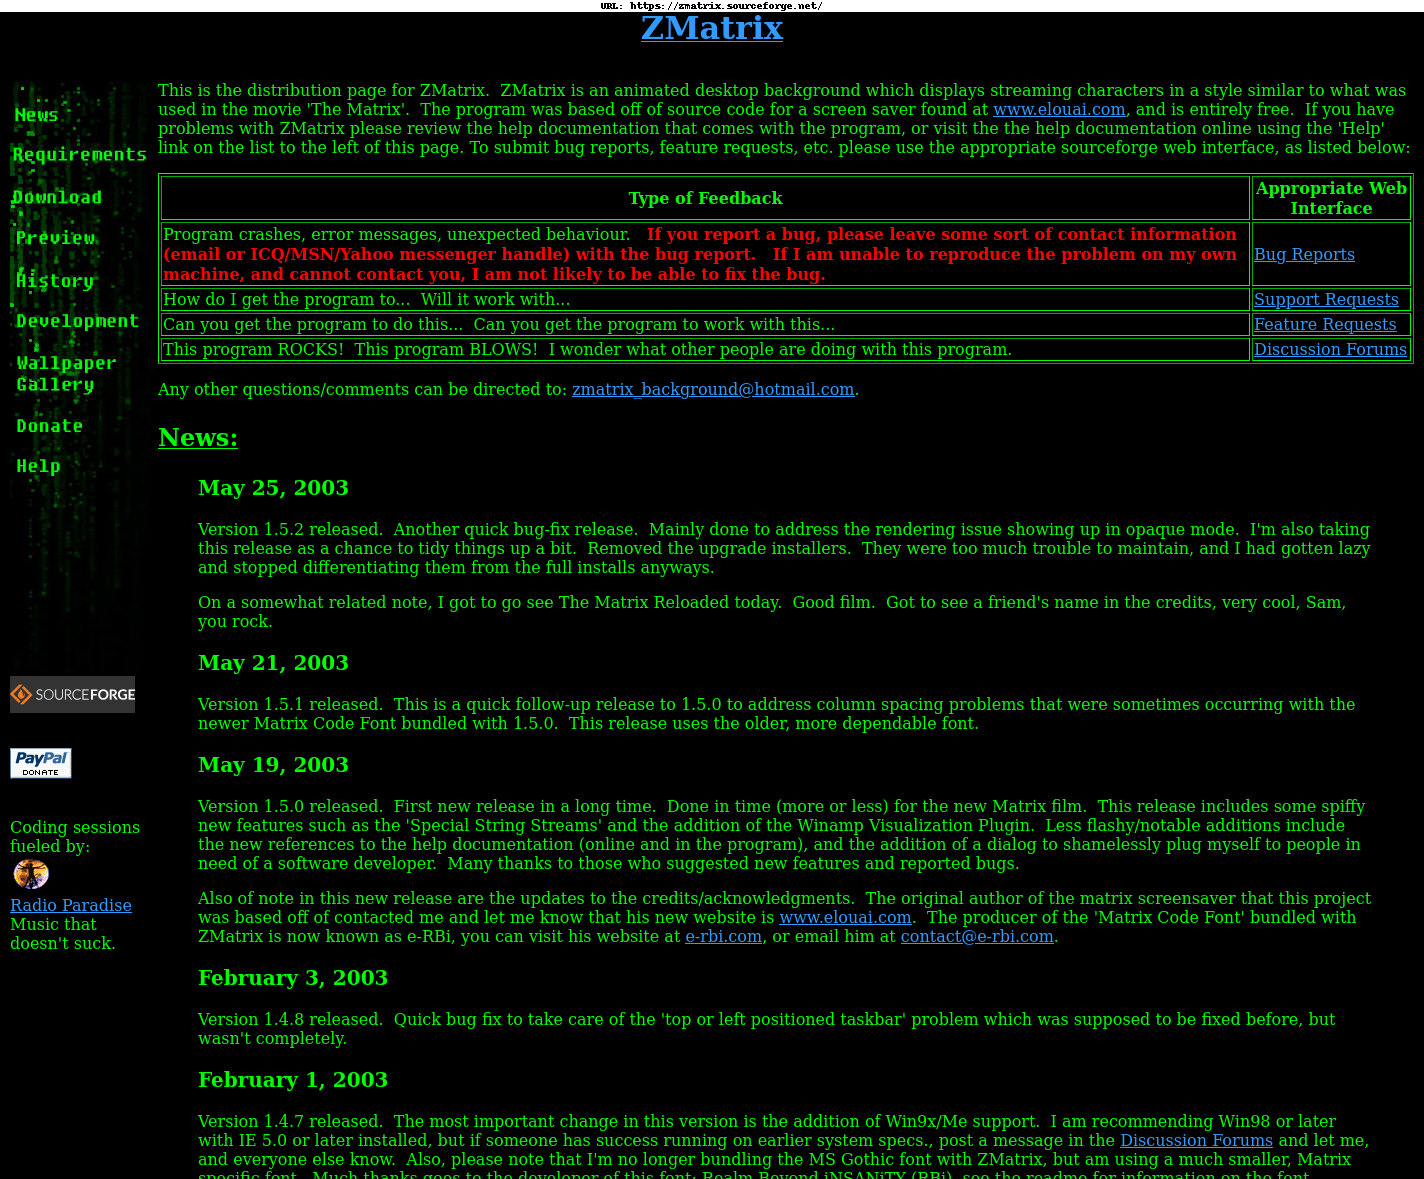 URL: https://zmatrix.sourceforge.net/
ZMatrix
News
Requirements
Download
Preview
History
Development
Wallpaper
Gallery
Donate
Help
SOURCEFORGE
PayPal
DONATE
Coding sessions
fueled by:
Radio Paradise
Music that
doesn't suck.
This is the distribution page for ZMatrix.  ZMatrix is an animated desktop background which displays streaming characters in a style similar to what was
used in the movie 'The Matrix'.  The program was based off of source code for a screen saver found at www.elouai.com, and is entirely free.  If you have
problems with ZMatrix please review the help documentation that comes with the program, or visit the the help documentation online using the 'Help'
link on the list to the left of this page. To submit bug reports, feature requests, etc. please use the appropriate sourceforge web interface, as listed below:
Type of Feedback
Appropriate Web
Interface
Program crashes, error messages, unexpected behaviour.   If you report a bug, please leave some sort of contact information
(email or ICQ/MSN/Yahoo messenger handle) with the bug report.   If I am unable to reproduce the problem on my own
machine, and cannot contact you, I am not likely to be able to fix the bug.
Bug Reports
How do I get the program to...  Will it work with...
Support Requests
Can you get the program to do this...  Can you get the program to work with this...
Feature Requests
This program ROCKS!  This program BLOWS!  I wonder what other people are doing with this program.
Discussion Forums
Any other questions/comments can be directed to: zmatrix_background@hotmail.com.
News:
May 25, 2003
Version 1.5.2 released.  Another quick bug-fix release.  Mainly done to address the rendering issue showing up in opaque mode.  I'm also taking
this release as a chance to tidy things up a bit.  Removed the upgrade installers.  They were too much trouble to maintain, and I had gotten lazy
and stopped differentiating them from the full installs anyways.
On a somewhat related note, I got to go see The Matrix Reloaded today.  Good film.  Got to see a friend's name in the credits, very cool, Sam,
you rock.
May 21, 2003
Version 1.5.1 released.  This is a quick follow-up release to 1.5.0 to address column spacing problems that were sometimes occurring with the
newer Matrix Code Font bundled with 1.5.0.  This release uses the older, more dependable font.
May 19, 2003
Version 1.5.0 released.  First new release in a long time.  Done in time (more or less) for the new Matrix film.  This release includes some spiffy
new features such as the 'Special String Streams' and the addition of the Winamp Visualization Plugin.  Less flashy/notable additions include
the new references to the help documentation (online and in the program), and the addition of a dialog to shamelessly plug myself to people in
need of a software developer.  Many thanks to those who suggested new features and reported bugs.
Also of note in this new release are the updates to the credits/acknowledgments.  The original author of the matrix screensaver that this project
was based off of contacted me and let me know that his new website is www.elouai.com.  The producer of the 'Matrix Code Font' bundled with
ZMatrix is now known as e-RBi, you can visit his website at e-rbi.com, or email him at contact@e-rbi.com.
February 3, 2003
Version 1.4.8 released.  Quick bug fix to take care of the 'top or left positioned taskbar' problem which was supposed to be fixed before, but
wasn't completely.
February 1, 2003
Version 1.4.7 released.  The most important change in this version is the addition of Win9x/Me support.  I am recommending Win98 or later
with IE 5.0 or later installed, but if someone has success running on earlier system specs., post a message in the Discussion Forums and let me,
and everyone else know.  Also, please note that I'm no longer bundling the MS Gothic font with ZMatrix, but am using a much smaller, Matrix
specific font.  Much thanks goes to the developer of this font: Realm Beyond iNSANiTY (RBi), see the readme for information on the font